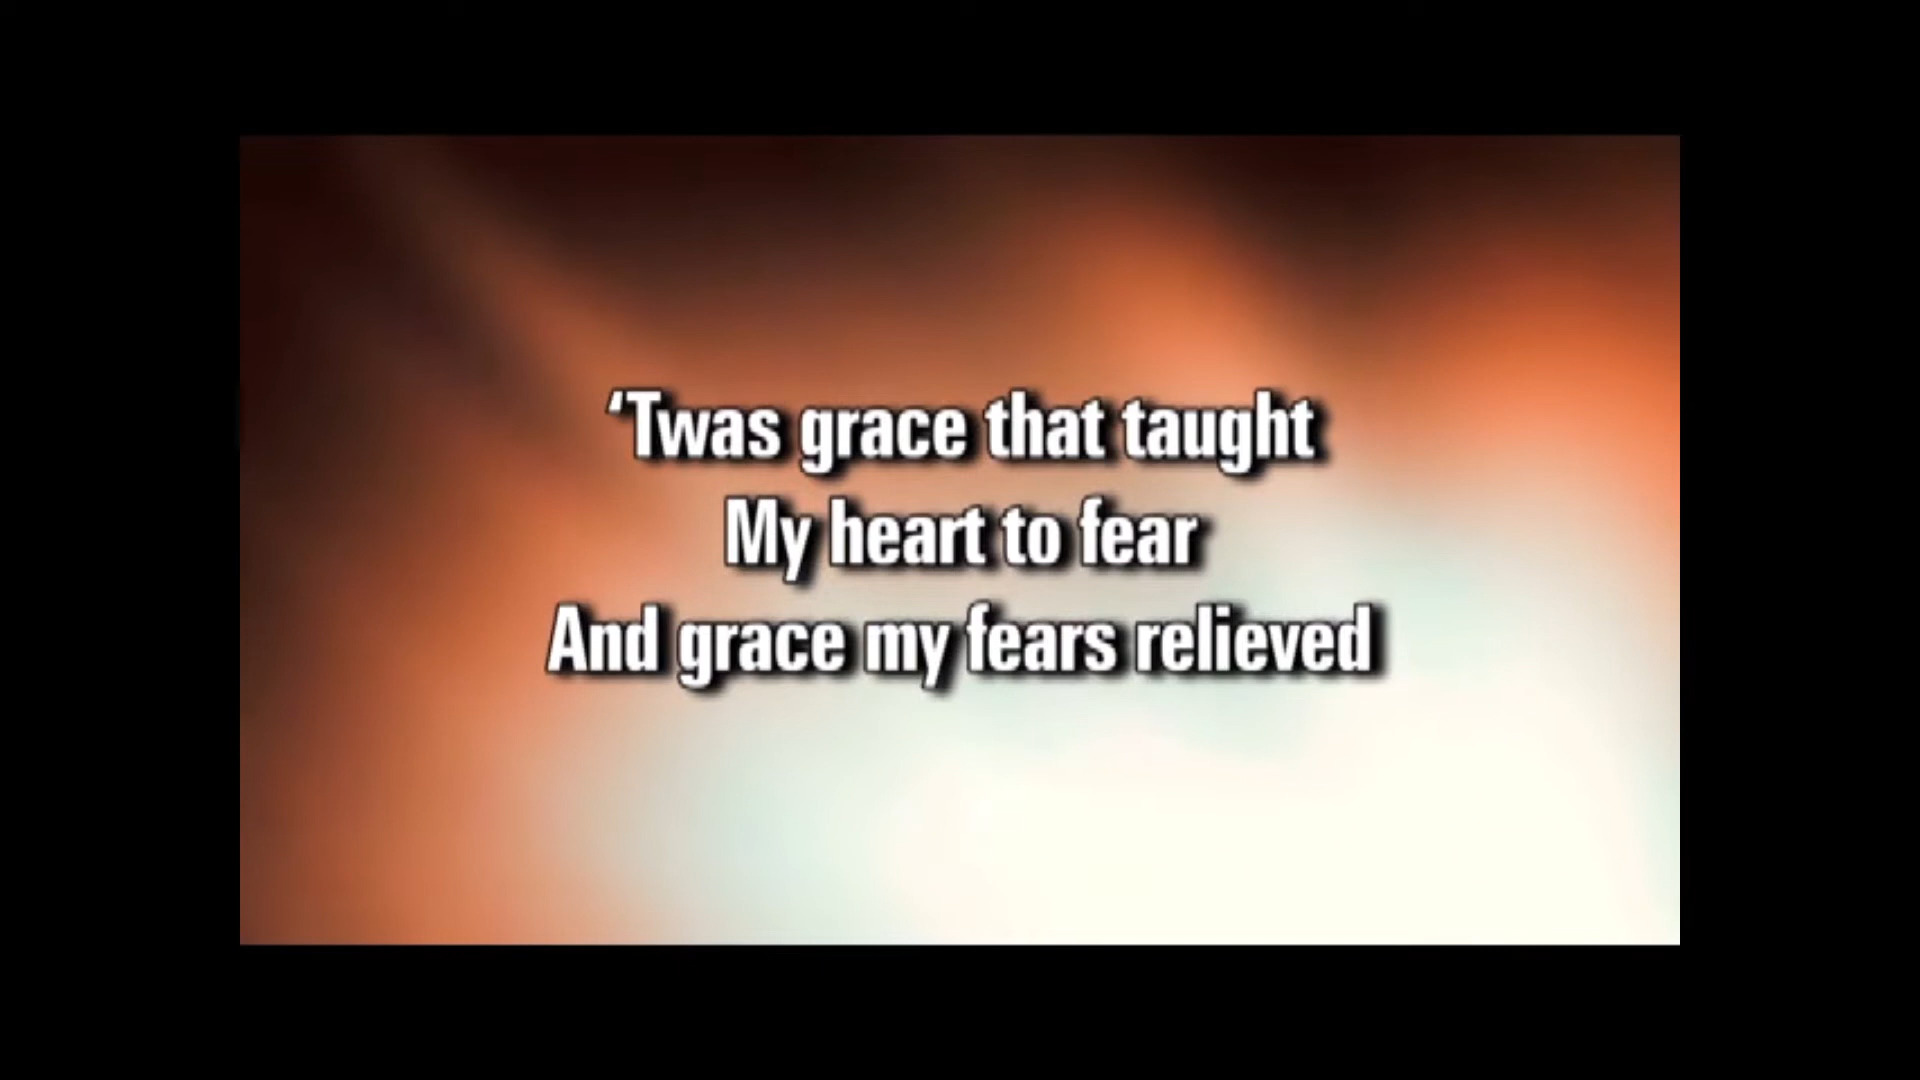 ‘Twas grace that taught
My heart to fear
And grace my fears relieved